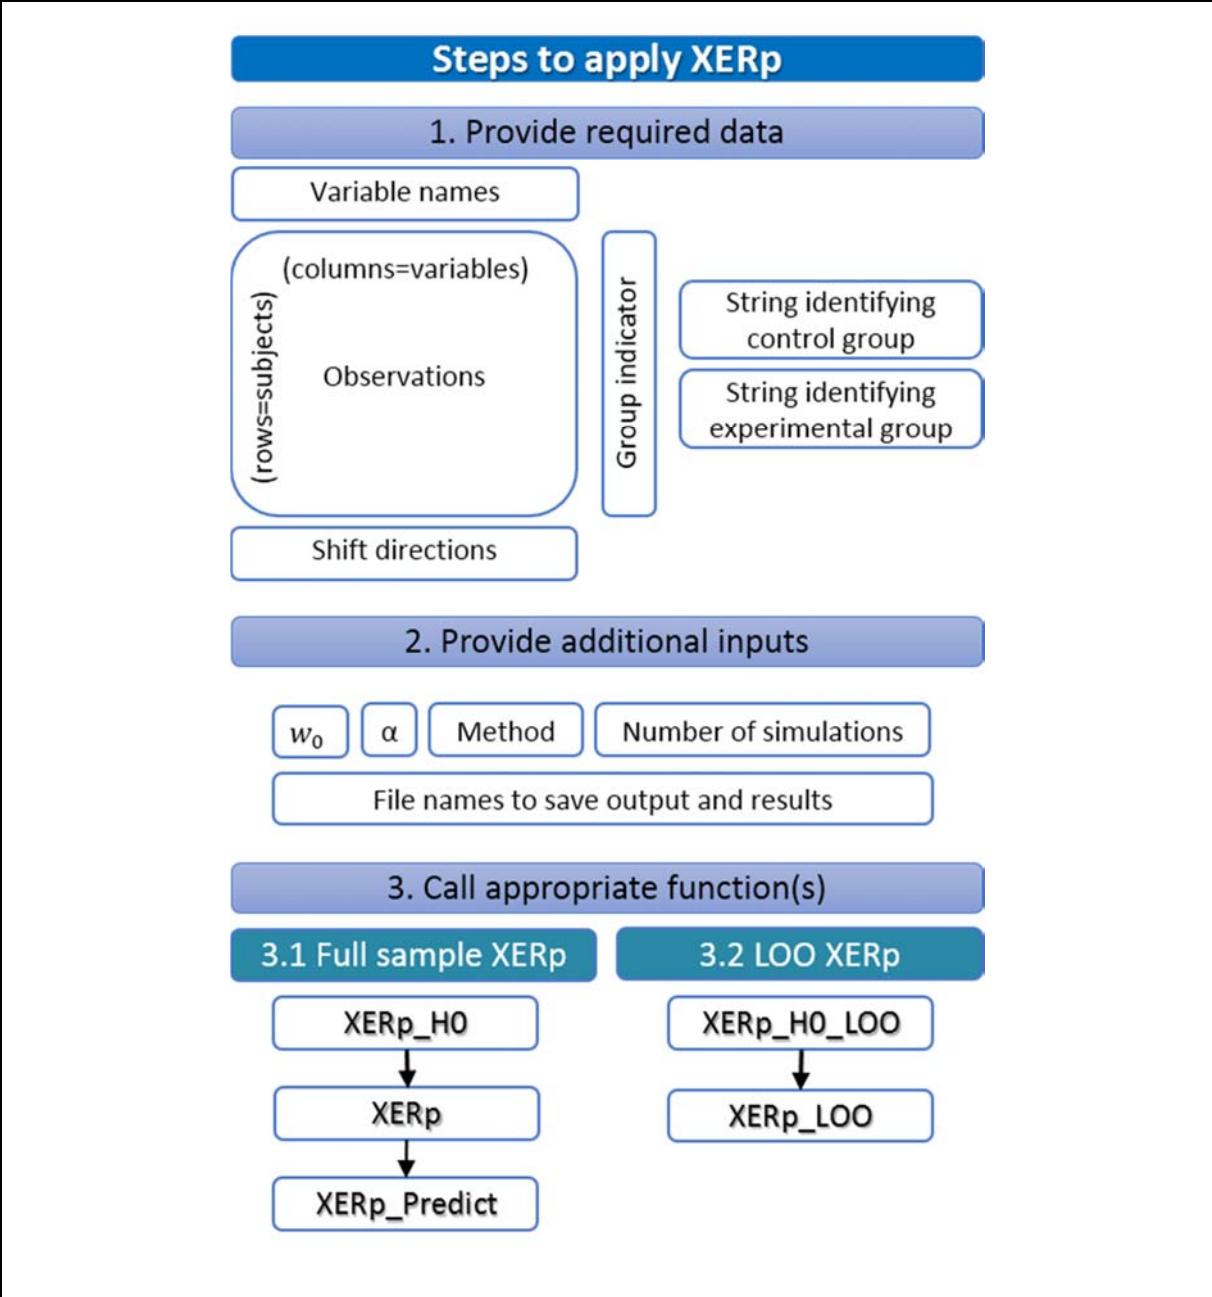 Steps to apply XERp
1. Provide required data
Variable names
(columns=variables)
(rows=subjects)
Observations
Group indicator
String identifying
control group
String identifying
experimental group
Shift directions
2. Provide additional inputs
w₀
α
Method
Number of simulations
File names to save output and results
3. Call appropriate function(s)
3.1 Full sample XERp
XERp_H0
XERp
XERp_Predict
3.2 LOO XERp
XERp_H0_LOO
XERp_LOO